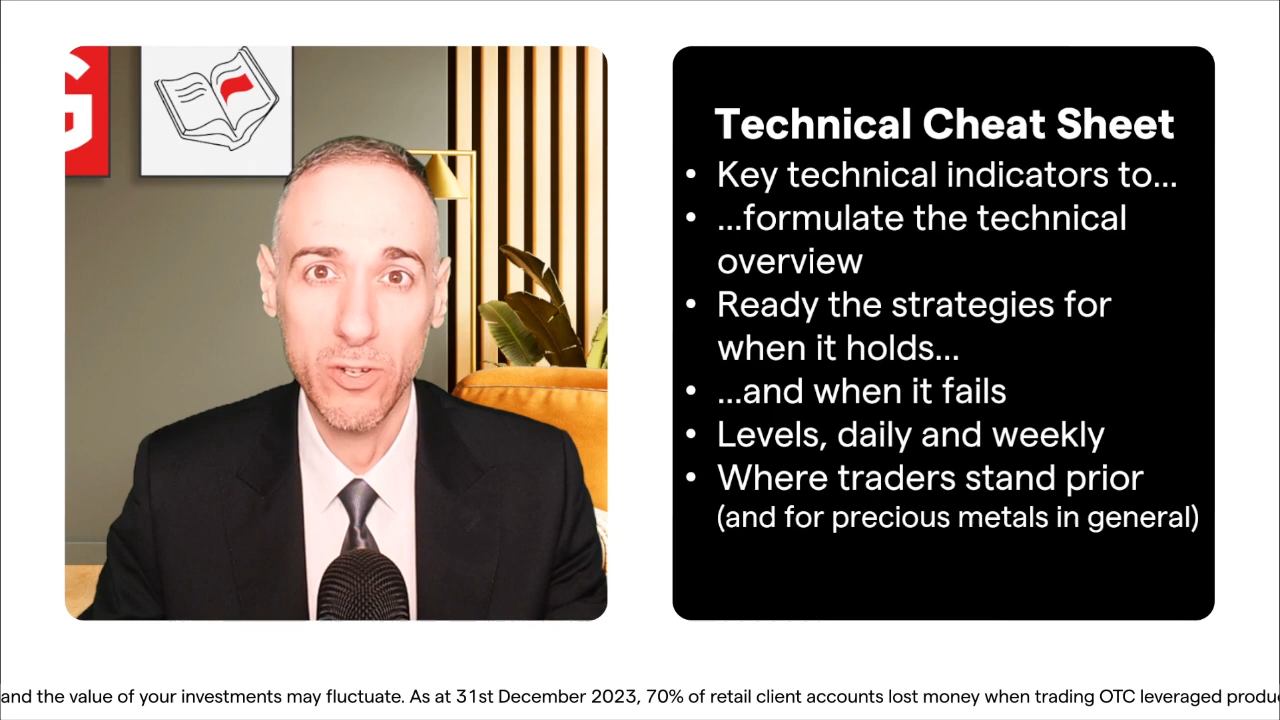 G
Technical Cheat Sheet
• Key technical indicators to...
• ...formulate the technical
overview
• Ready the strategies for
when it holds...
• ...and when it fails
• Levels, daily and weekly
• Where traders stand prior
(and for precious metals in general)
and the value of your investments may fluctuate. As at 31st December 2023, 70% of retail client accounts lost money when trading OTC leveraged